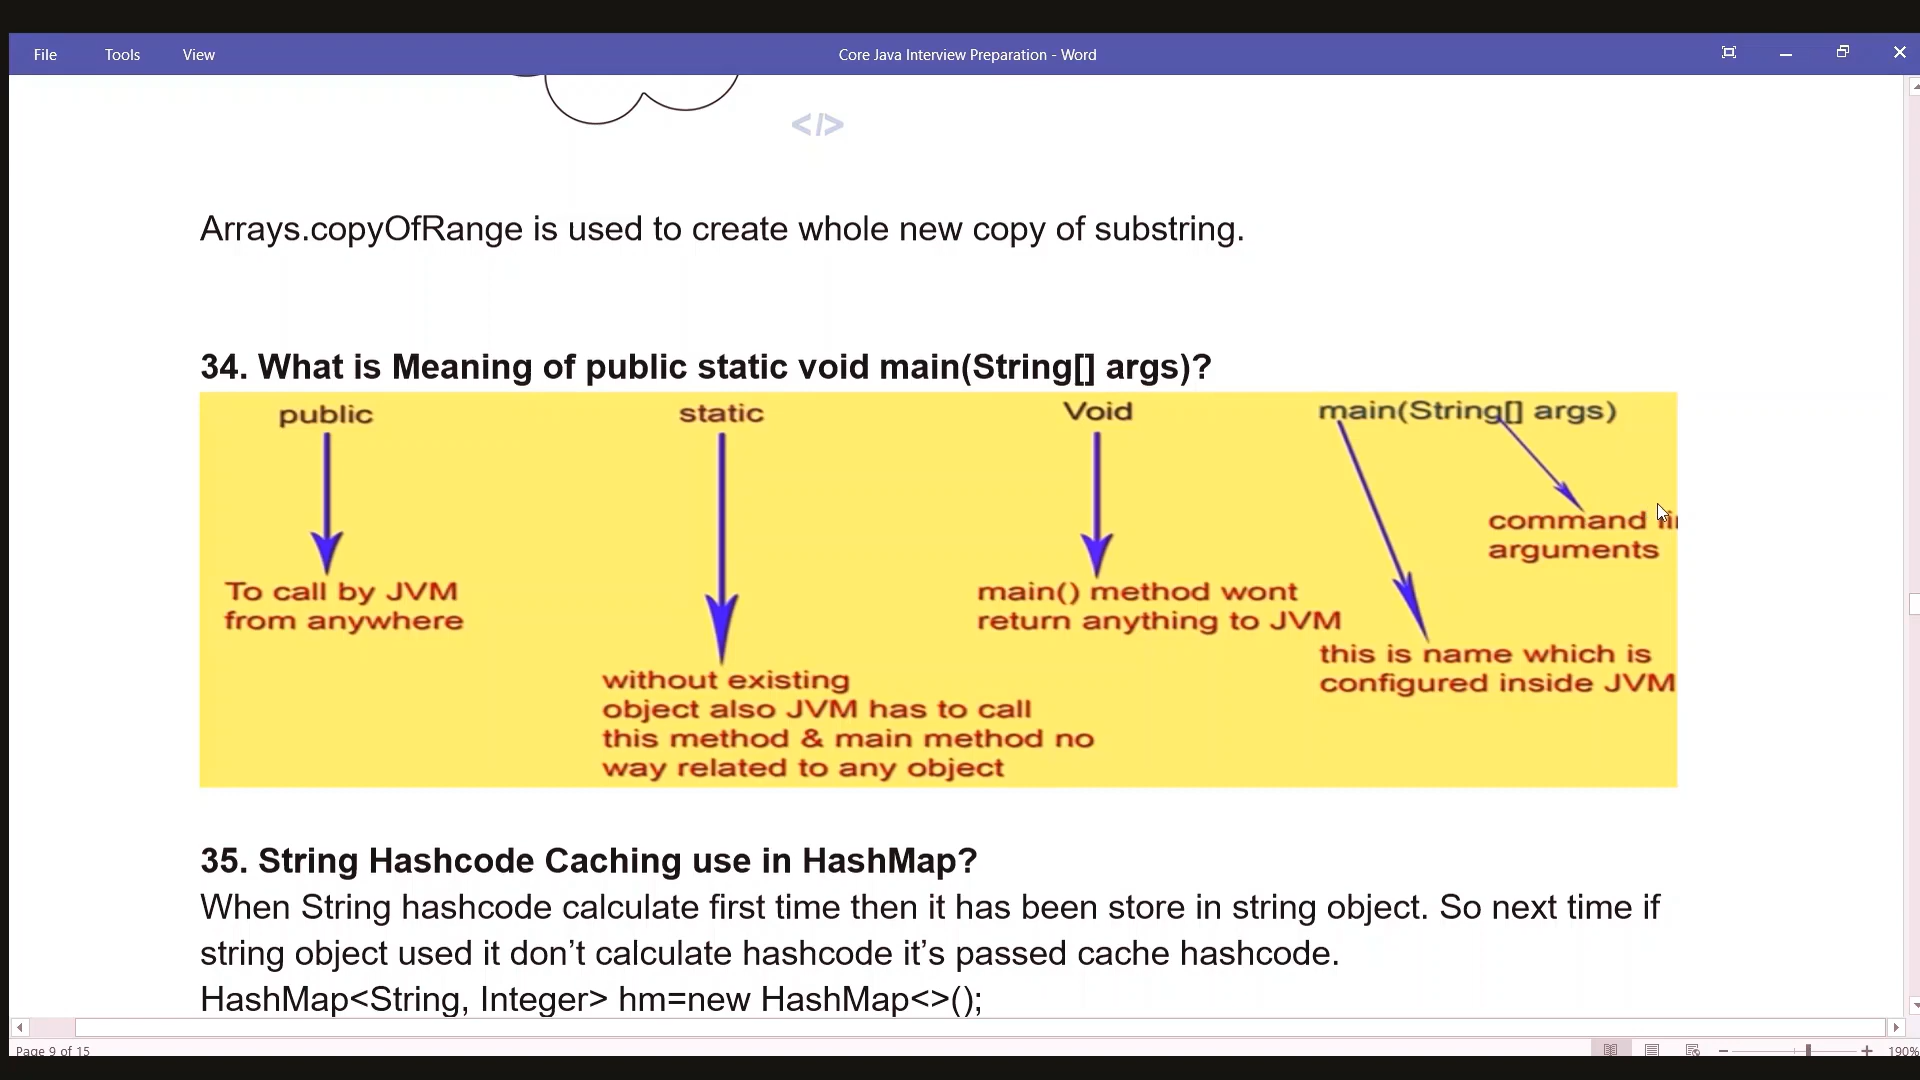 File Tools View Core Java Interview Preparation - Word
</>
Arrays.copyOfRange is used to create whole new copy of substring.
34. What is Meaning of public static void main(String[] args)?
public static Void main(String[] args)
command
arguments
To call by JVM
from anywhere
main() method wont
return anything to JVM
this is name which is
configured inside JVM
without existing
object also JVM has to call
this method & main method no
way related to any object
35. String Hashcode Caching use in HashMap?
When String hashcode calculate first time then it has been store in string object. So next time if
string object used it don’t calculate hashcode it’s passed cache hashcode.
HashMap<String, Integer> hm=new HashMap<>();
Page 9 of 15 190%